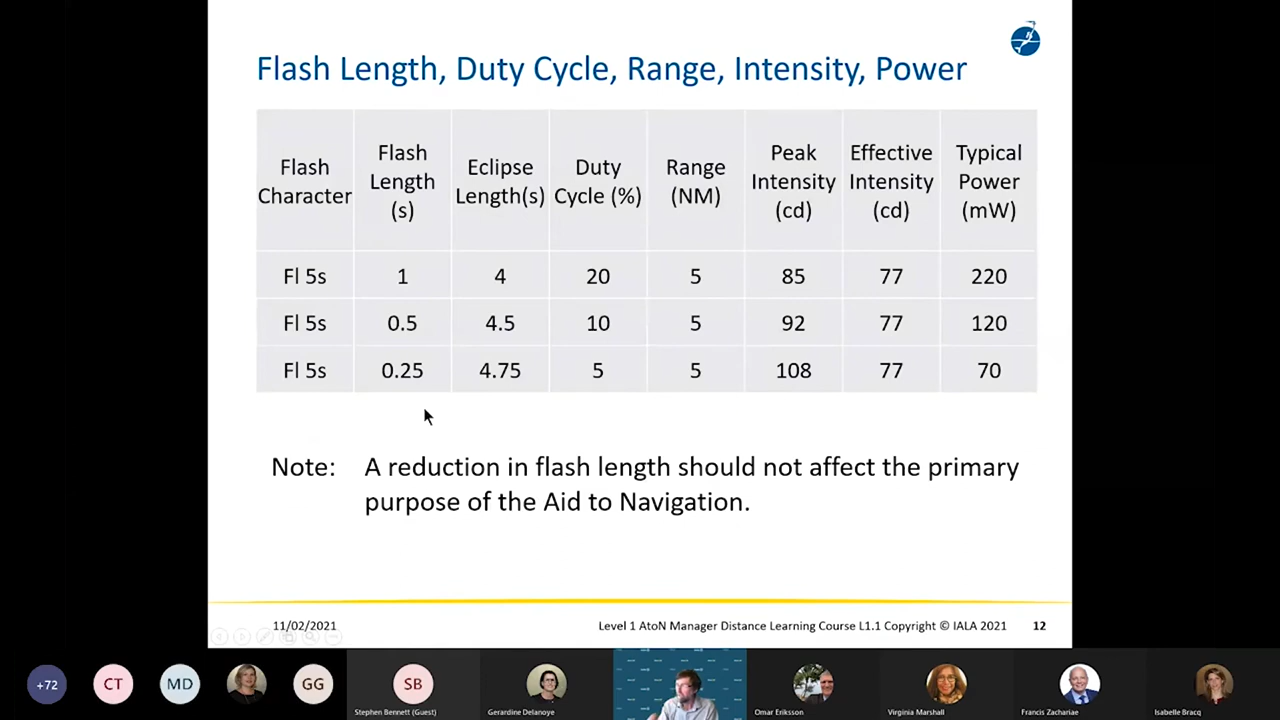 Flash Length, Duty Cycle, Range, Intensity, Power
Flash Character Flash Length (s) Eclipse Length(s) Duty Cycle (%) Range (NM) Peak Intensity (cd) Effective Intensity (cd) Typical Power (mW)
Fl 5s 1 4 20 5 85 77 220
Fl 5s 0.5 4.5 10 5 92 77 120
Fl 5s 0.25 4.75 5 5 108 77 70
Note: A reduction in flash length should not affect the primary
purpose of the Aid to Navigation.
11/02/2021 Level 1 AtoN Manager Distance Learning Course L1.1 Copyright © IALA 2021 12
+72 CT MD GG SB
Stephen Bennett (Guest) Gerardine Delanoye Omar Eriksson Virginia Marshall Francis Zachariae Isabelle Bracq